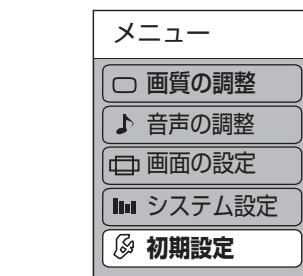 メニュー
画質の調整
音声の調整
画面の設定
システム設定
初期設定